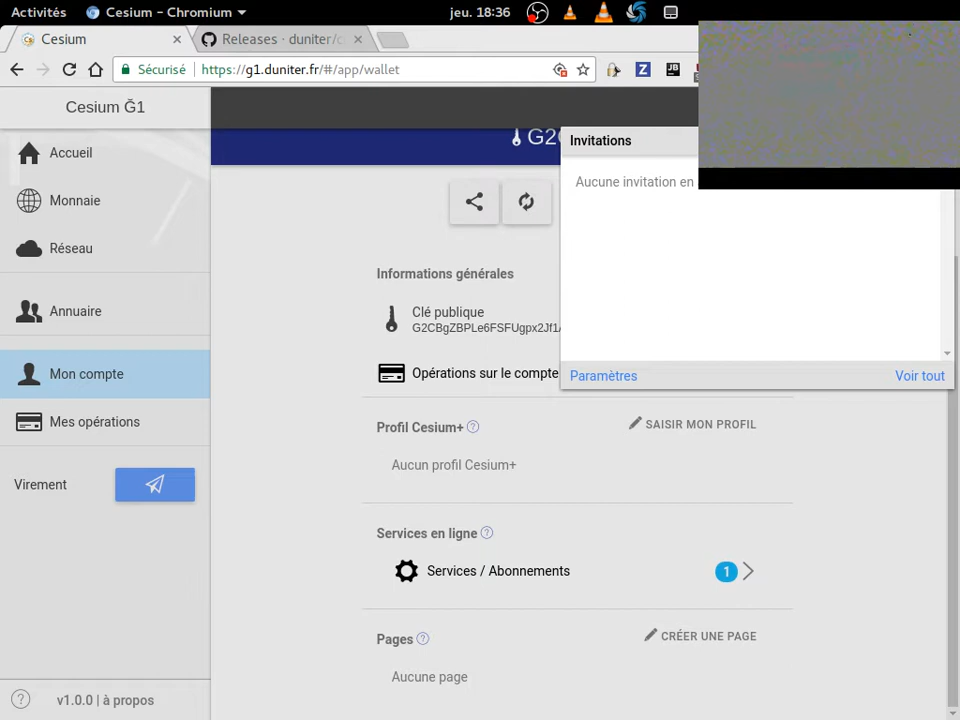 Activités
Cesium – Chromium
jeu. 18:36
Cesium
Releases · duniter/c
Sécurisé
https://g1.duniter.fr/#/app/wallet
Cesium Ğ1
Accueil
Monnaie
Réseau
Annuaire
Mon compte
Mes opérations
Virement
v1.0.0 | à propos
Invitations
Aucune invitation en
Paramètres
Voir tout
Informations générales
Clé publique
G2CBgZBPLe6FSFUgpx2Jf1
Opérations sur le compte
Profil Cesium+
SAISIR MON PROFIL
Aucun profil Cesium+
Services en ligne
Services / Abonnements
1
Pages
CRÉER UNE PAGE
Aucune page